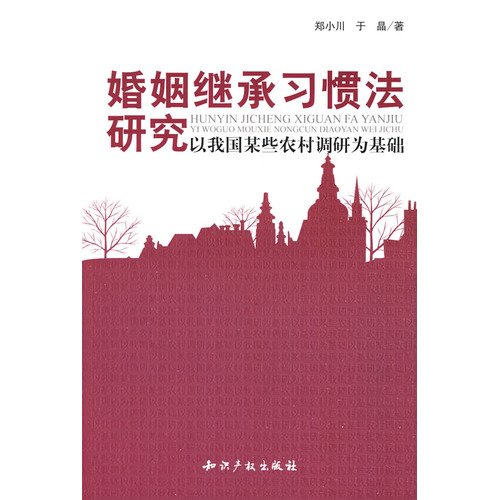 郑小川 于 晶/著
婚姻继承习惯法
研究
HUNYIN JICHENG XIGUAN FA YANJIU
YI WOGUO MOUXIE NONGCUN DIAOYAN WEI JICHU
以我国某些农村调研为基础
知识产权出版社